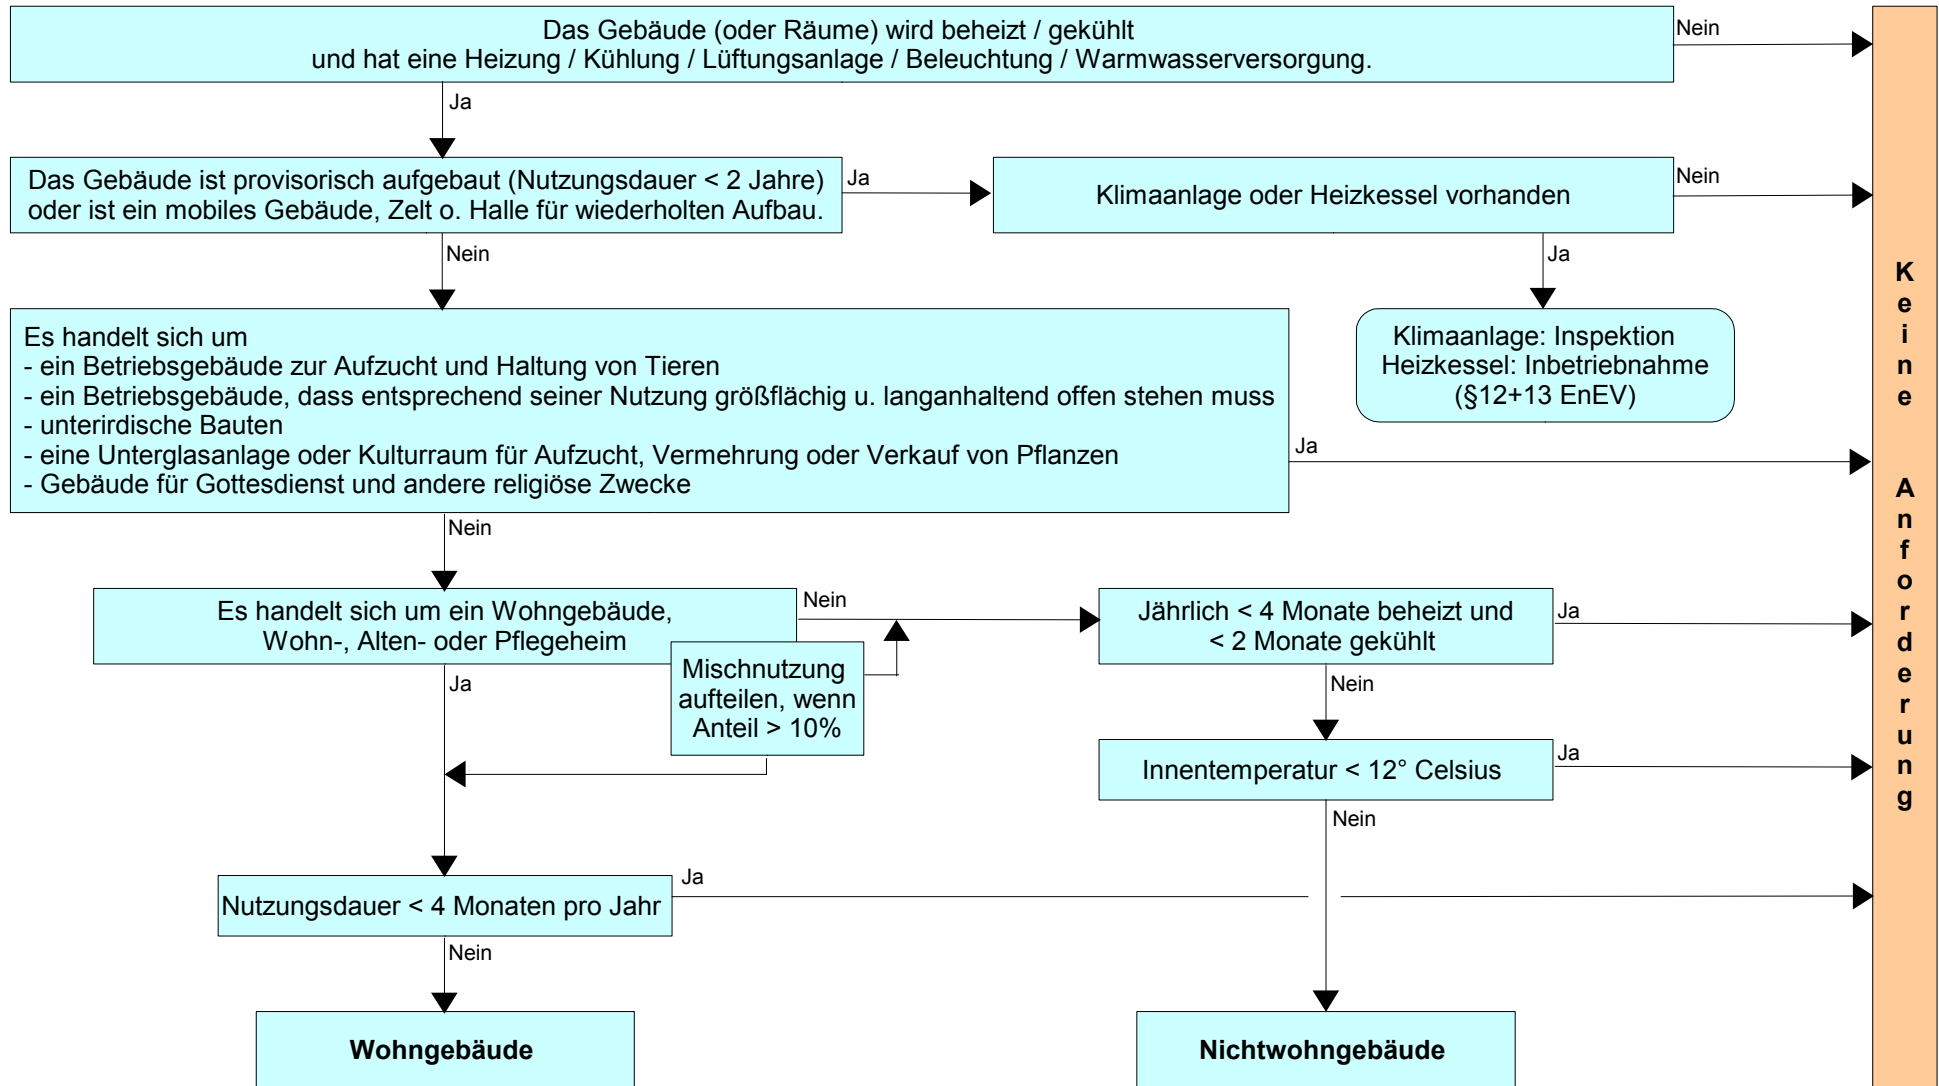 Das Gebäude (oder Räume) wird beheizt / gekühlt
und hat eine Heizung / Kühlung / Lüftungsanlage / Beleuchtung / Warmwasserversorgung.
Nein
Ja
Das Gebäude ist provisorisch aufgebaut (Nutzungsdauer < 2 Jahre)
oder ist ein mobiles Gebäude, Zelt o. Halle für wiederholten Aufbau.
Ja
Klimaanlage oder Heizkessel vorhanden
Nein
Nein
Ja
Klimaanlage: Inspektion
Heizkessel: Inbetriebnahme
(§12+13 EnEV)
Es handelt sich um
- ein Betriebsgebäude zur Aufzucht und Haltung von Tieren
- ein Betriebsgebäude, dass entsprechend seiner Nutzung größflächig u. langanhaltend offen stehen muss
- unterirdische Bauten
- eine Unterglasanlage oder Kulturraum für Aufzucht, Vermehrung oder Verkauf von Pflanzen
- Gebäude für Gottesdienst und andere religiöse Zwecke
Ja
Nein
Es handelt sich um ein Wohngebäude,
Wohn-, Alten- oder Pflegeheim
Nein
Jährlich < 4 Monate beheizt und
< 2 Monate gekühlt
Ja
Ja
Mischnutzung
aufteilen, wenn
Anteil > 10%
Nein
Innentemperatur < 12° Celsius
Ja
Nein
Nutzungsdauer < 4 Monaten pro Jahr
Ja
Nein
Wohngebäude
Nichtwohngebäude
Keine Anforderung